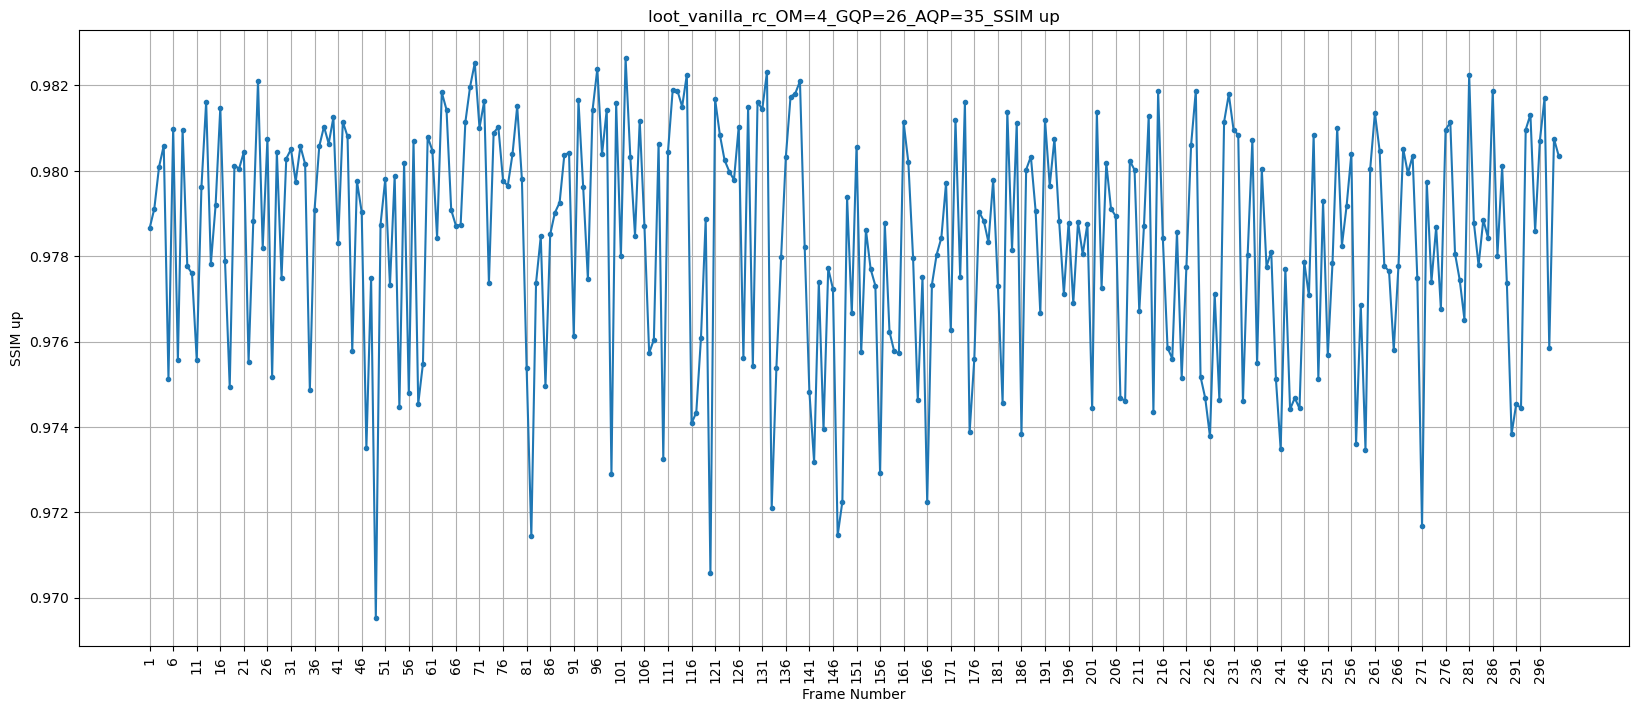 loot_vanilla_rc_OM=4_GQP=26_AQP=35_SSIM up
0.982
0.980
0.978
0.976
0.974
0.972
0.970
SSIM up
1 6 11 16 21 26 31 36 41 46 51 56 61 66 71 76 81 86 91 96 101 106 111 116 121 126 131 136 141 146 151 156 161 166 171 176 181 186 191 196 201 206 211 216 221 226 231 236 241 246 251 256 261 266 271 276 281 286 291 296
Frame Number